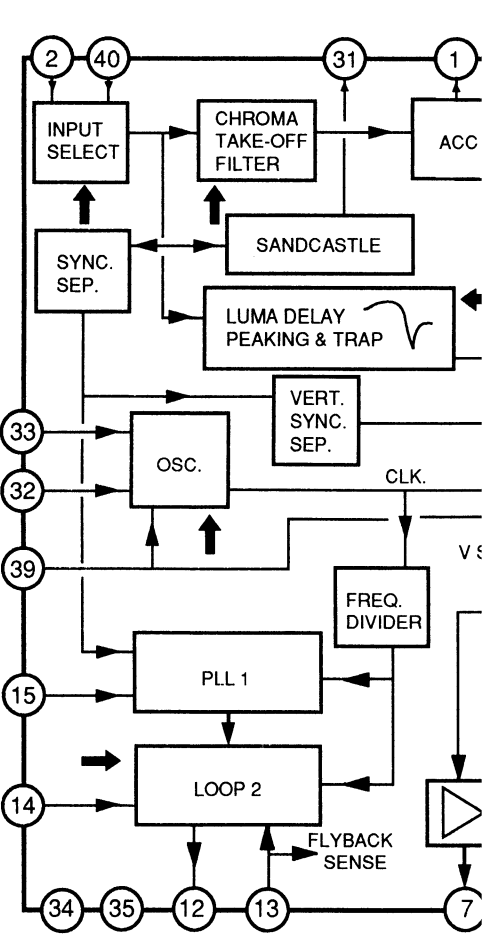 2
40
31
1
INPUT
SELECT
CHROMA
TAKE-OFF
FILTER
ACC
SANDCASTLE
SYNC.
SEP.
LUMA DELAY
PEAKING & TRAP
VERT.
SYNC.
SEP.
33
OSC.
32
CLK.
39
V S
FREQ.
DIVIDER
15
PLL 1
14
LOOP 2
FLYBACK
SENSE
34
35
12
13
7